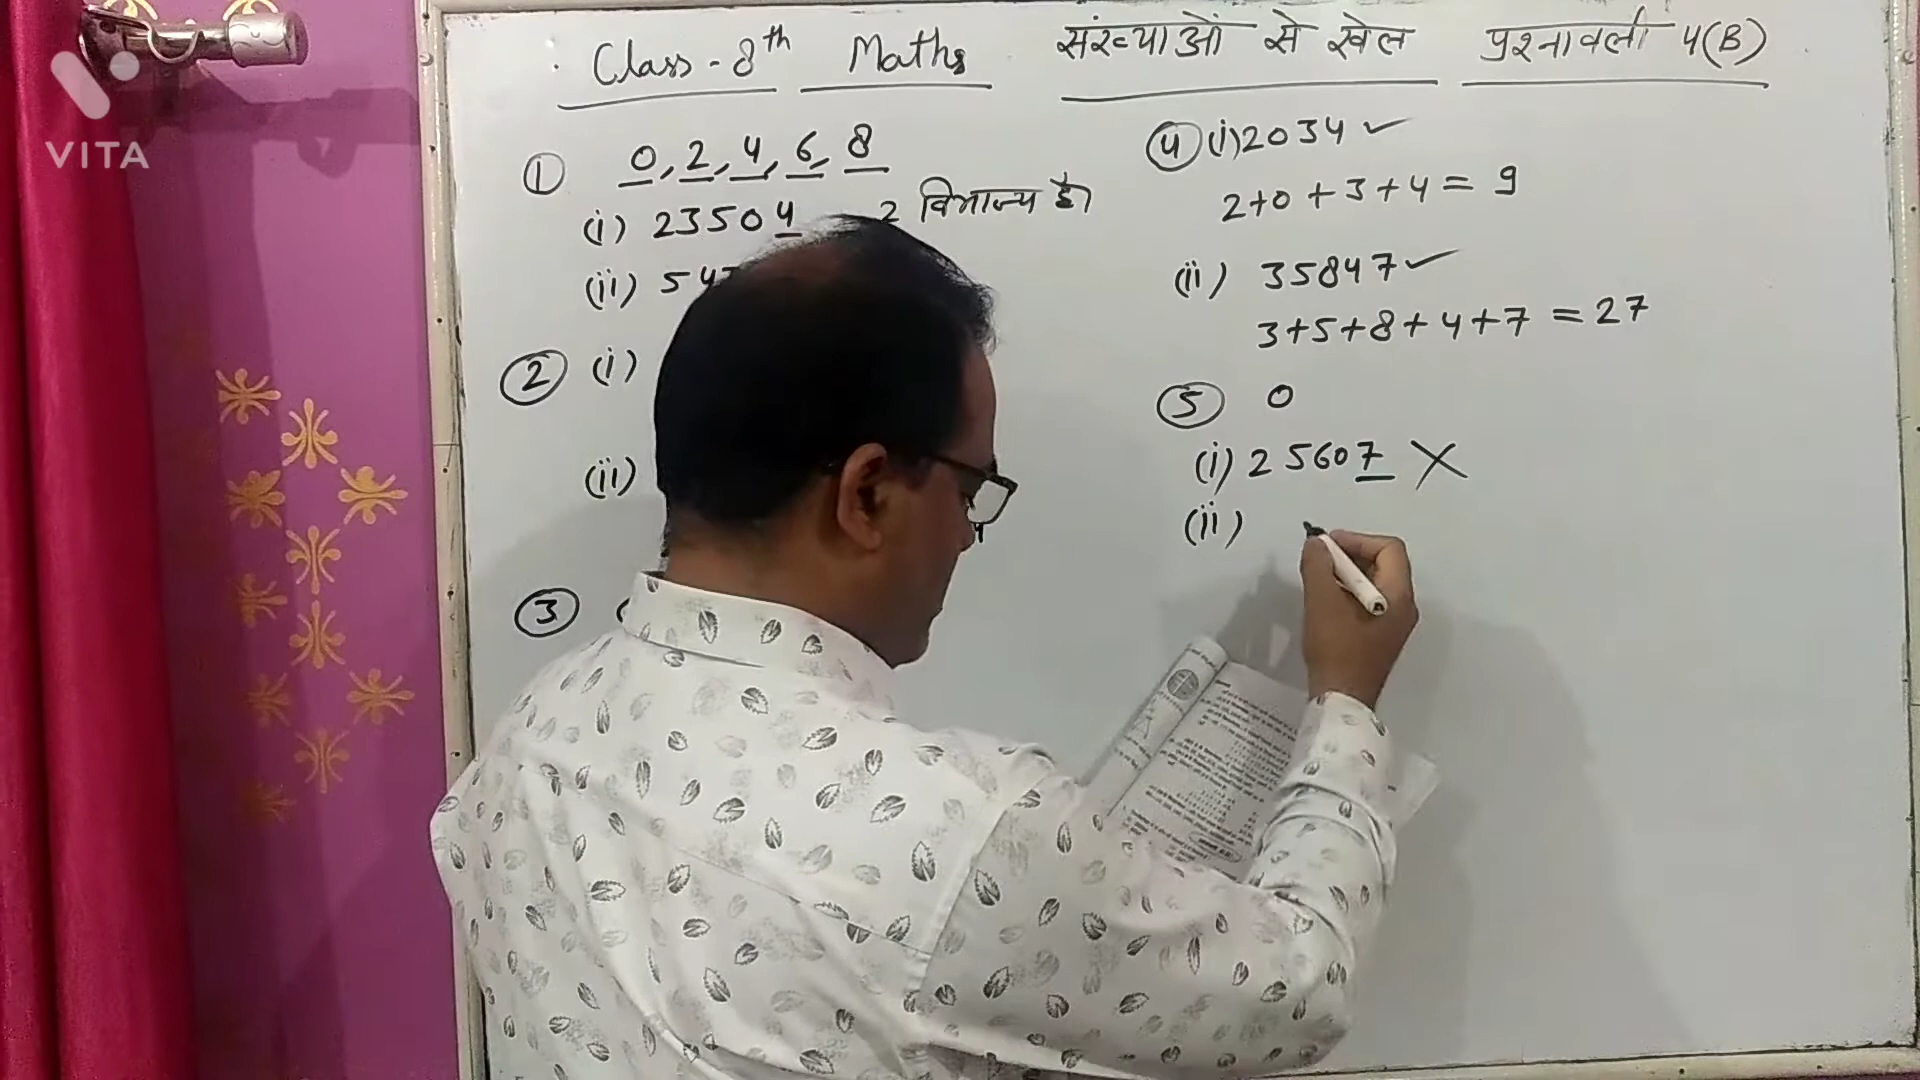 VITA
Class - 8th Maths संख्याओं से खेल प्रश्नावली 4(B)
① 0, 2, 4, 6, 8
(i) 23504 2 विभाज्य है।
(ii) 54
② (i)
(ii)
③
④ (i) 2034 ✓
2+0+3+4 = 9
(ii) 35847 ✓
3+5+8+4+7 = 27
⑤ 0
(i) 25607 ✗
(ii)